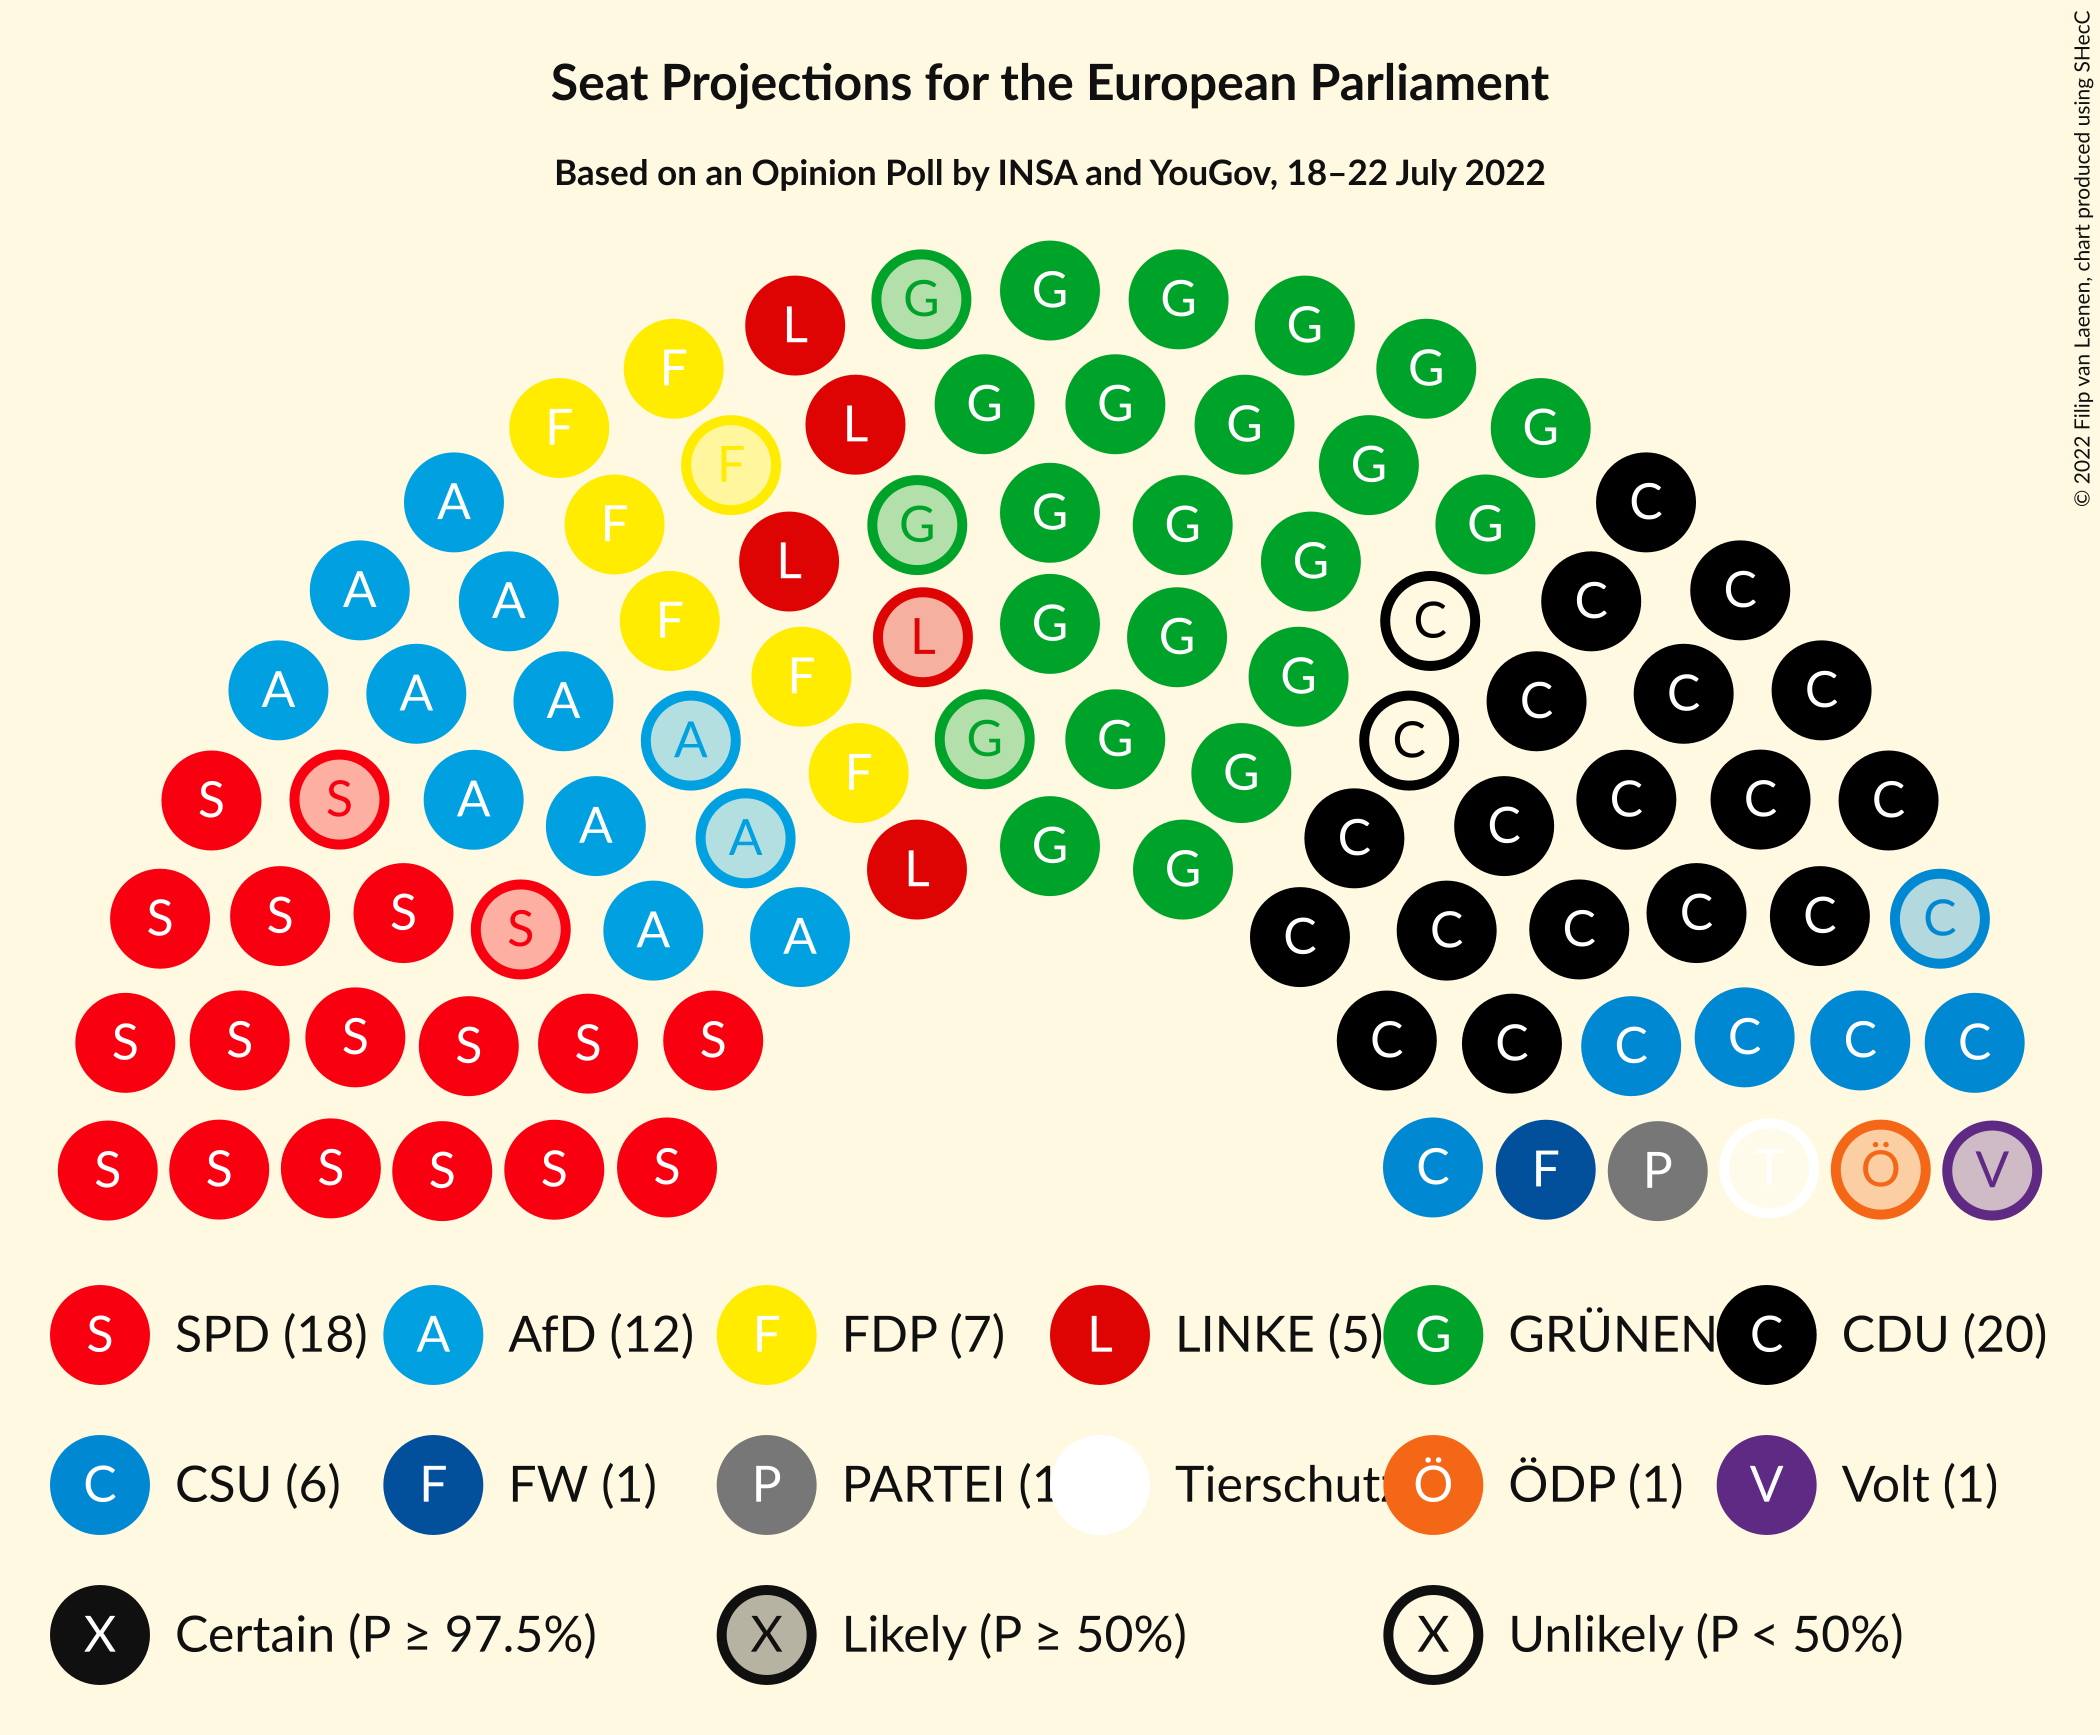 Seat Projections for the European Parliament
Based on an Opinion Poll by INSA and YouGov, 18–22 July 2022
© 2022 Filip van Laenen, chart produced using SHecC
G G G G
L G
F G
F L G G G G G
A F F G C
G G G
A A F L G C C
L G G G C
A A A F C C C
A F G G G C
S S A A A F L G G C C C C C
S S S S A A C C C C C C
S S S S S S C C C C C C
S S S S S S C F P T Ö V
S SPD (18) A AfD (12) F FDP (7) L LINKE (5) G GRÜNEN C CDU (20)
C CSU (6) F FW (1) P PARTEI (1 Tierschutz Ö ÖDP (1) V Volt (1)
X Certain (P ≥ 97.5%) X Likely (P ≥ 50%) X Unlikely (P < 50%)